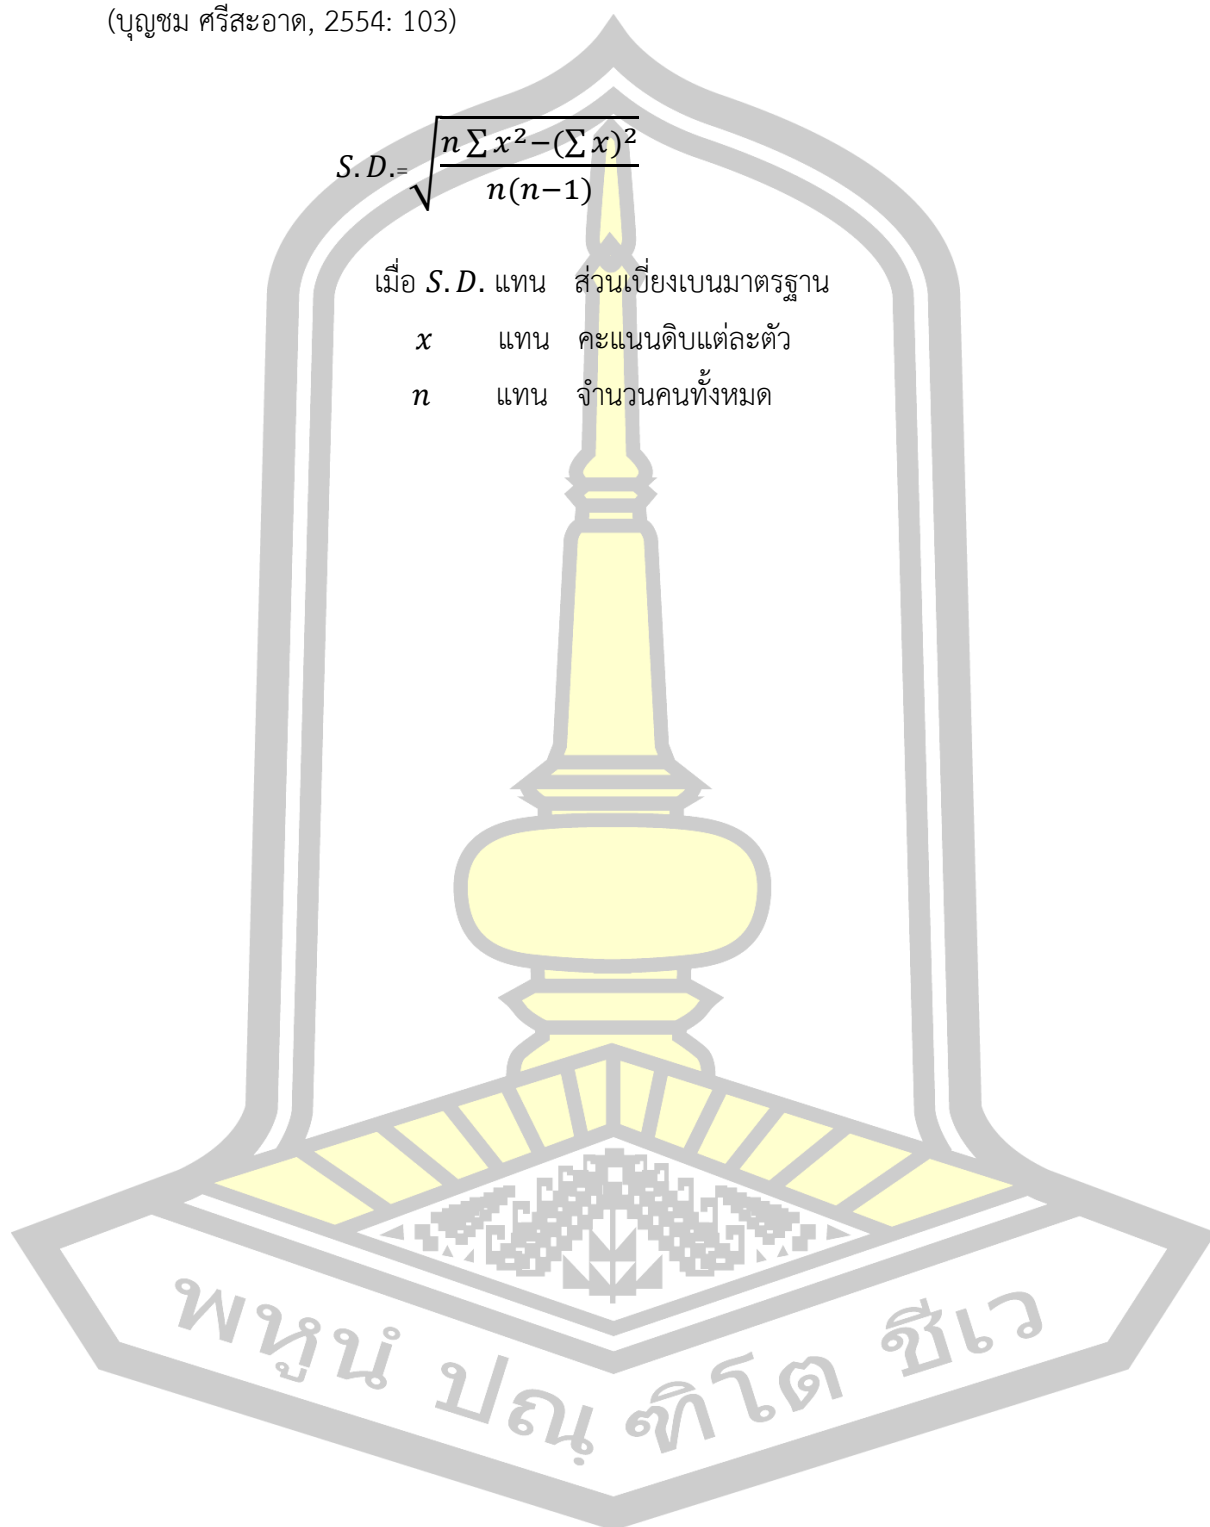 (บุญชม ศรีสะอาด, 2554: 103)
S.D.=√((n∑x²−(∑x)²)/(n(n−1)))
เมื่อ S.D. แทน ส่วนเบี่ยงเบนมาตรฐาน
x แทน คะแนนดิบแต่ละตัว
n แทน จำนวนคนทั้งหมด
พหูนํ ปณฺฑิโต ชีเว